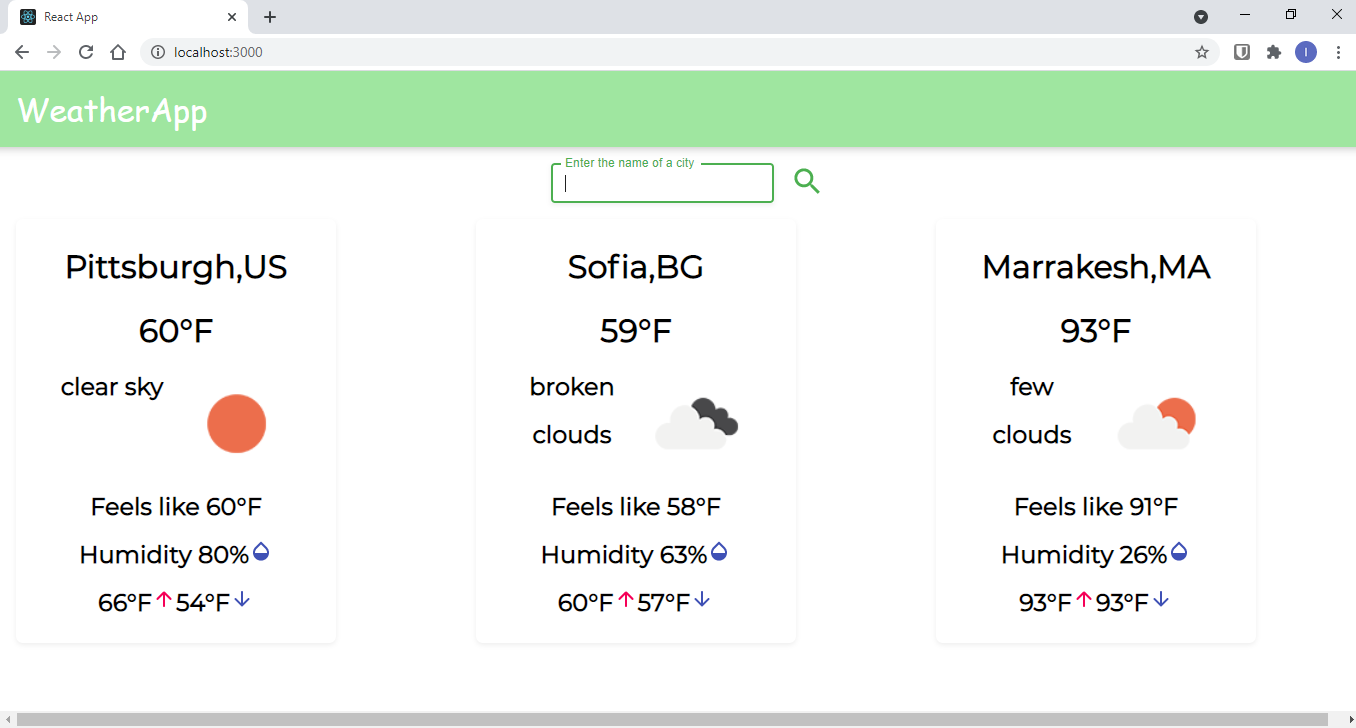 React App
localhost:3000
I
WeatherApp
Enter the name of a city
Pittsburgh,US
60°F
clear sky
Feels like 60°F
Humidity 80%
66°F 54°F
Sofia,BG
59°F
broken
clouds
Feels like 58°F
Humidity 63%
60°F 57°F
Marrakesh,MA
93°F
few
clouds
Feels like 91°F
Humidity 26%
93°F 93°F